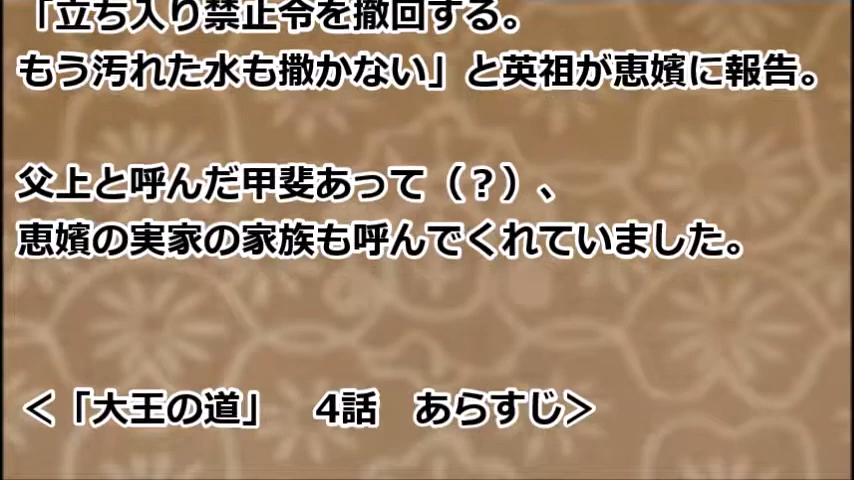 「立ち入り禁止令を撤回する。
もう汚れた水も撒かない」と英祖が恵嬪に報告。
父上と呼んだ甲斐あって（？）、
恵嬪の実家の家族も呼んでくれていました。
＜「大王の道」　4話　あらすじ＞